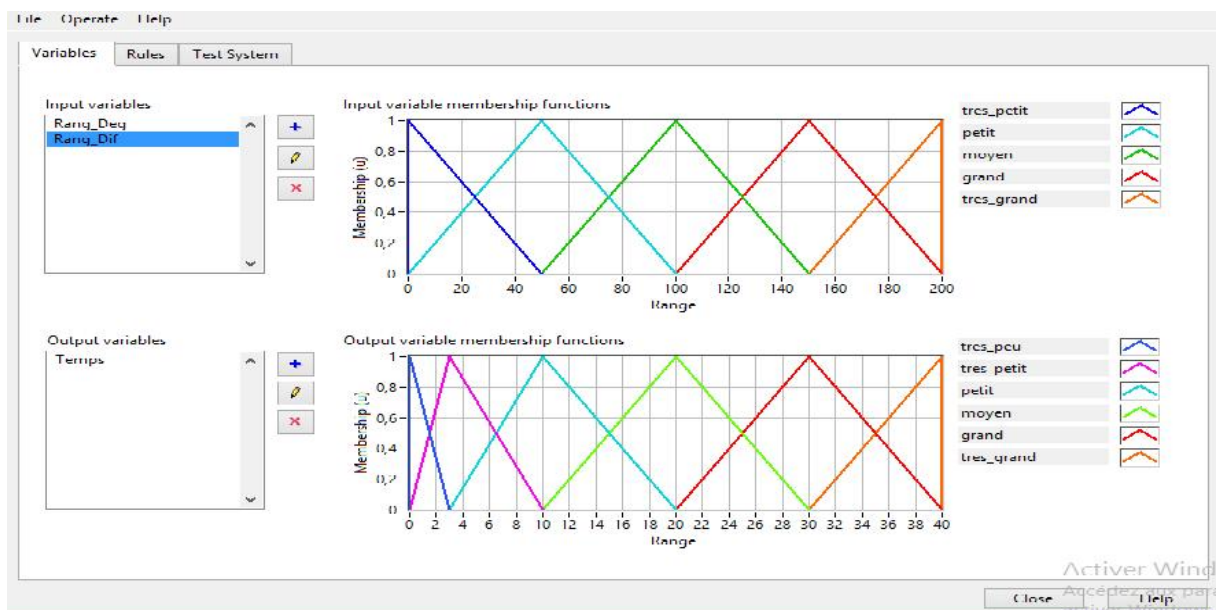 File Operate Help
Variables Rules Test System
Input variables
Rang_Deg
Rang_Dif
Input variable membership functions
1
0,8
0,6
0,4
0,2
0
Membership (u)
0 20 40 60 80 100 120 140 160 180 200
Range
tres_petit
petit
moyen
grand
tres_grand
Output variables
Temps
Output variable membership functions
1
0,8
0,6
0,4
0,2
0
Membership (u)
0 2 4 6 8 10 12 14 16 18 20 22 24 26 28 30 32 34 36 38 40
Range
tres_peu
tres_petit
petit
moyen
grand
tres_grand
Activer Wind
Accédez aux para
Close Help